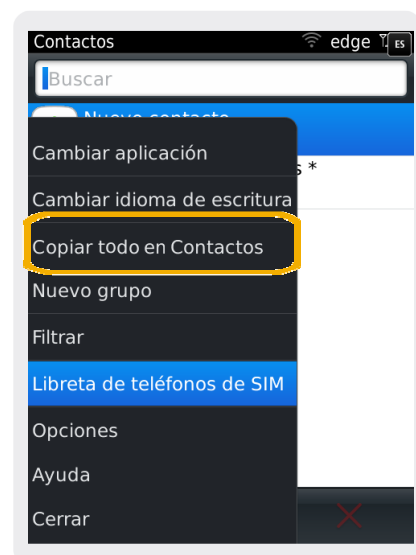 Contactos edge ES
Buscar
Nuevo contacto
Cambiar aplicación
s *
Cambiar idioma de escritura
Copiar todo en Contactos
Nuevo grupo
Filtrar
Libreta de teléfonos de SIM
Opciones
Ayuda
Cerrar